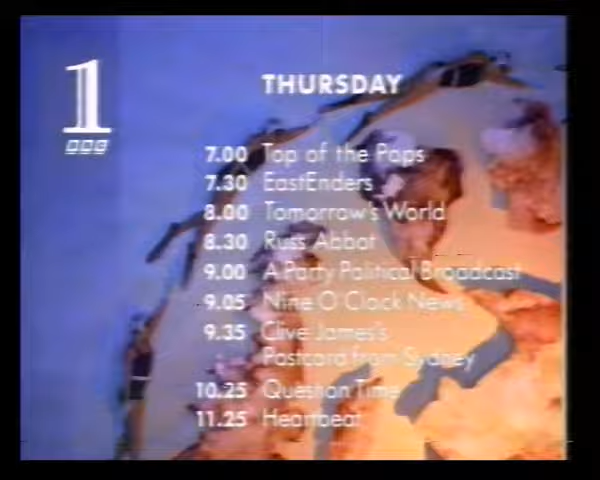 1
BBC
THURSDAY
7.00 Top of the Pops
7.30 EastEnders
8.00 Tomorrow's World
8.30 Russ Abbot
9.00 A Party Political Broadcast
9.05 Nine O'Clock News
9.35 Clive James's
Postcard from Sydney
10.25 Question Time
11.25 Heartbeat